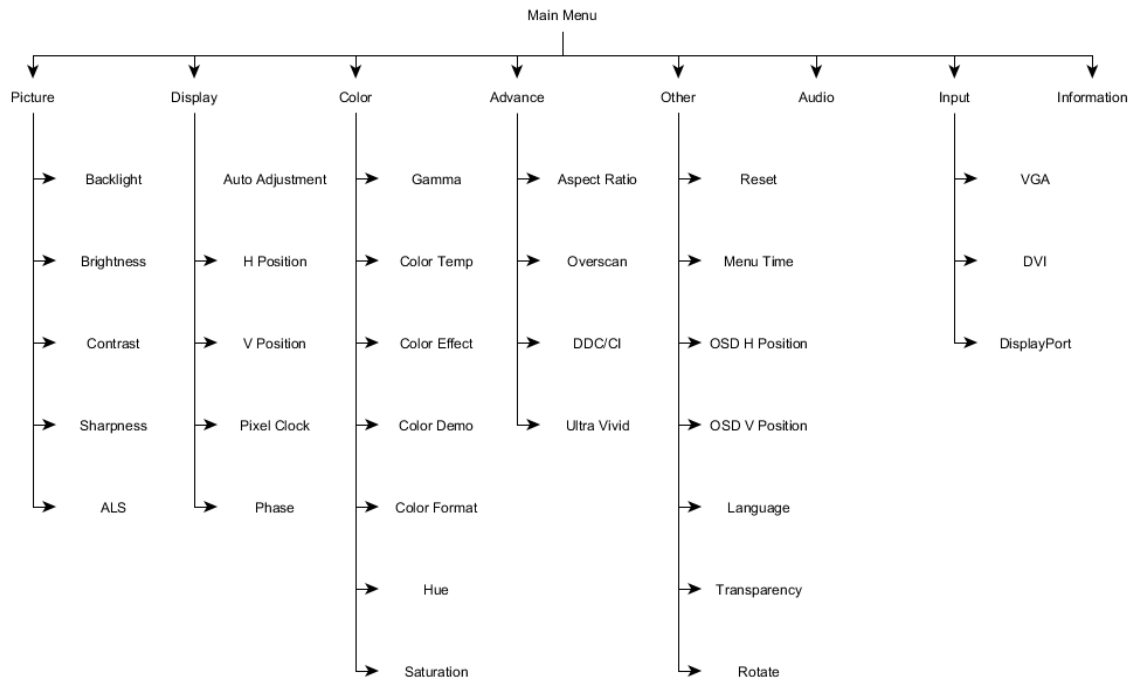 Main Menu
Picture
Display
Color
Advance
Other
Audio
Input
Information
Backlight
Auto Adjustment
Gamma
Aspect Ratio
Reset
VGA
Brightness
H Position
Color Temp
Overscan
Menu Time
DVI
Contrast
V Position
Color Effect
DDC/CI
OSD H Position
DisplayPort
Sharpness
Pixel Clock
Color Demo
Ultra Vivid
OSD V Position
ALS
Phase
Color Format
Language
Hue
Transparency
Saturation
Rotate